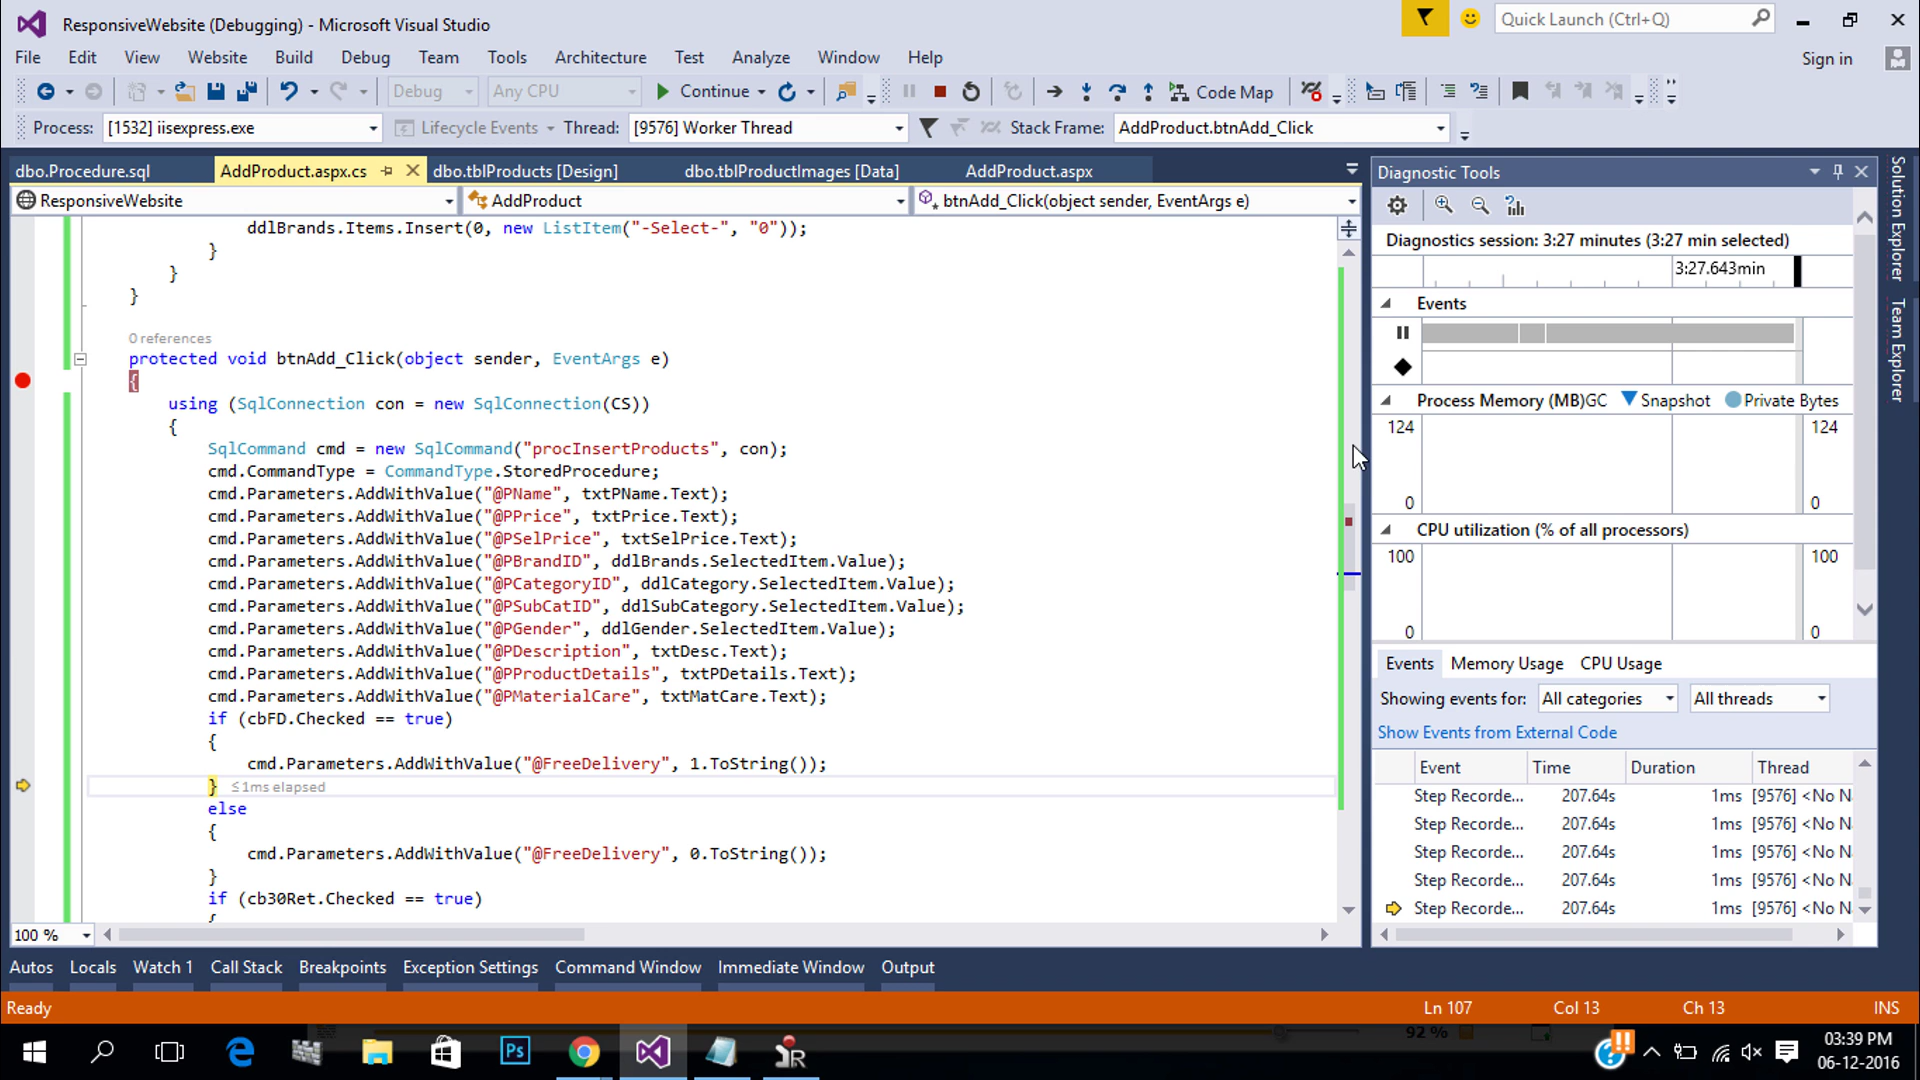 ResponsiveWebsite (Debugging) - Microsoft Visual Studio
Quick Launch (Ctrl+Q)
File Edit View Website Build Debug Team Tools Architecture Test Analyze Window Help
Sign in
Debug Any CPU Continue Code Map
Process: [1532] iisexpress.exe Lifecycle Events Thread: [9576] Worker Thread Stack Frame: AddProduct.btnAdd_Click
dbo.Procedure.sql AddProduct.aspx.cs dbo.tblProducts [Design] dbo.tblProductImages [Data] AddProduct.aspx
ResponsiveWebsite AddProduct btnAdd_Click(object sender, EventArgs e)
ddlBrands.Items.Insert(0, new ListItem("-Select-", "0"));
}
}
}
0 references
protected void btnAdd_Click(object sender, EventArgs e)
{
using (SqlConnection con = new SqlConnection(CS))
{
SqlCommand cmd = new SqlCommand("procInsertProducts", con);
cmd.CommandType = CommandType.StoredProcedure;
cmd.Parameters.AddWithValue("@PName", txtPName.Text);
cmd.Parameters.AddWithValue("@PPrice", txtPrice.Text);
cmd.Parameters.AddWithValue("@PSelPrice", txtSelPrice.Text);
cmd.Parameters.AddWithValue("@PBrandID", ddlBrands.SelectedItem.Value);
cmd.Parameters.AddWithValue("@PCategoryID", ddlCategory.SelectedItem.Value);
cmd.Parameters.AddWithValue("@PSubCatID", ddlSubCategory.SelectedItem.Value);
cmd.Parameters.AddWithValue("@PGender", ddlGender.SelectedItem.Value);
cmd.Parameters.AddWithValue("@PDescription", txtDesc.Text);
cmd.Parameters.AddWithValue("@PProductDetails", txtPDetails.Text);
cmd.Parameters.AddWithValue("@PMaterialCare", txtMatCare.Text);
if (cbFD.Checked == true)
{
cmd.Parameters.AddWithValue("@FreeDelivery", 1.ToString());
} ≤1ms elapsed
else
{
cmd.Parameters.AddWithValue("@FreeDelivery", 0.ToString());
}
if (cb30Ret.Checked == true)
{
100 %
Diagnostic Tools
Diagnostics session: 3:27 minutes (3:27 min selected)
3:27.643min
Events
Process Memory (MB) GC Snapshot Private Bytes
124 124
0 0
CPU utilization (% of all processors)
100 100
0 0
Events Memory Usage CPU Usage
Showing events for: All categories All threads
Show Events from External Code
Event Time Duration Thread
Step Recorde... 207.64s 1ms [9576] <No N
Step Recorde... 207.64s 1ms [9576] <No N
Step Recorde... 207.64s 1ms [9576] <No N
Step Recorde... 207.64s 1ms [9576] <No N
Step Recorde... 207.64s 1ms [9576] <No N
Solution Explorer
Team Explorer
Autos Locals Watch 1 Call Stack Breakpoints Exception Settings Command Window Immediate Window Output
Ready Ln 107 Col 13 Ch 13 INS
92 %
Ps
03:39 PM
06-12-2016